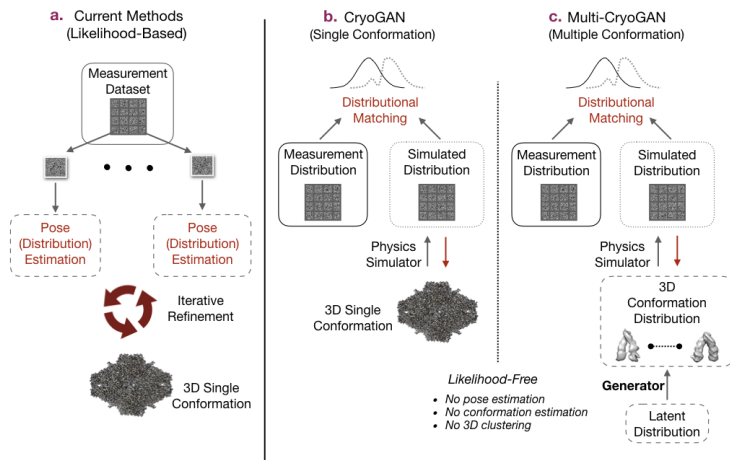 a. Current Methods
(Likelihood-Based)
Measurement
Dataset
Pose
(Distribution)
Estimation
Pose
(Distribution)
Estimation
Iterative
Refinement
3D Single
Conformation
b. CryoGAN
(Single Conformation)
Distributional
Matching
Measurement
Distribution
Simulated
Distribution
Physics
Simulator
3D Single
Conformation
Likelihood-Free
• No pose estimation
• No conformation estimation
• No 3D clustering
c. Multi-CryoGAN
(Multiple Conformation)
Distributional
Matching
Measurement
Distribution
Simulated
Distribution
Physics
Simulator
3D
Conformation
Distribution
Generator
Latent
Distribution